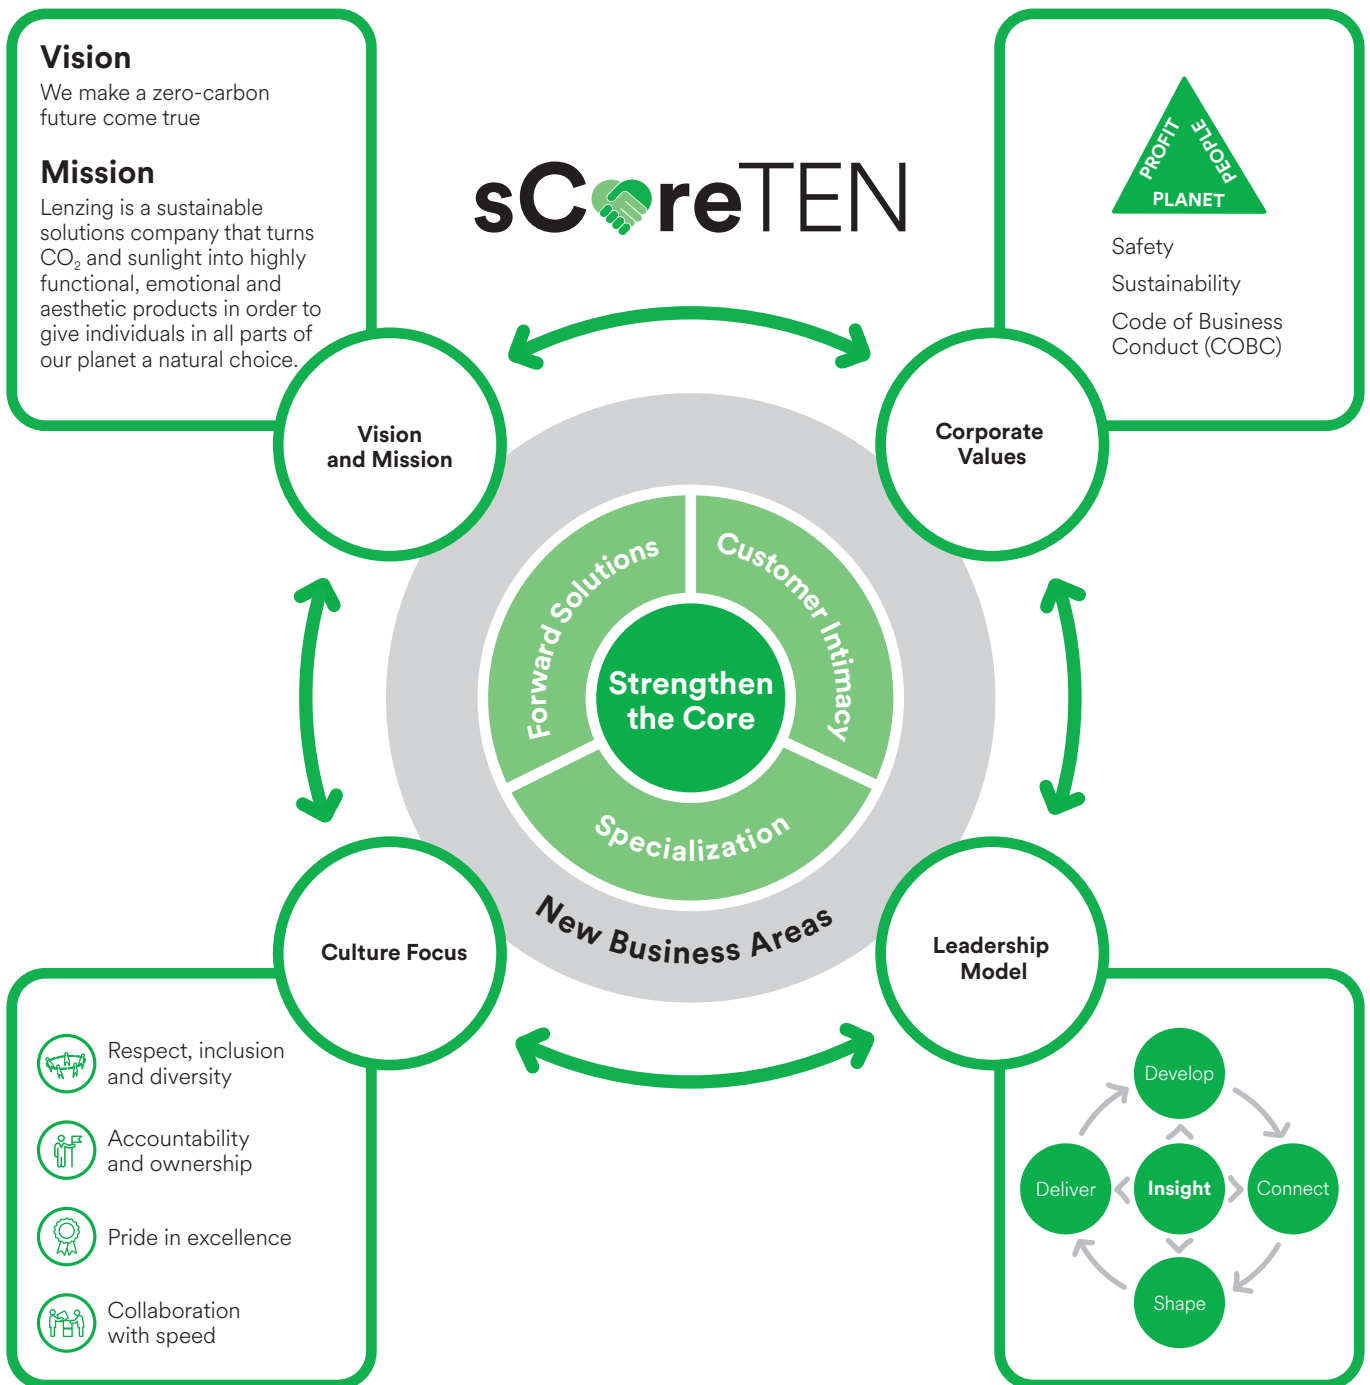 Vision
We make a zero-carbon
future come true
Mission
Lenzing is a sustainable
solutions company that turns
CO₂ and sunlight into highly
functional, emotional and
aesthetic products in order to
give individuals in all parts of
our planet a natural choice.
sCoreTEN
PROFIT
PEOPLE
PLANET
Safety
Sustainability
Code of Business
Conduct (COBC)
Vision
and Mission
Corporate
Values
Forward Solutions
Customer Intimacy
Strengthen
the Core
Specialization
New Business Areas
Culture Focus
Leadership
Model
Respect, inclusion
and diversity
Accountability
and ownership
Pride in excellence
Collaboration
with speed
Develop
Deliver
Insight
Connect
Shape